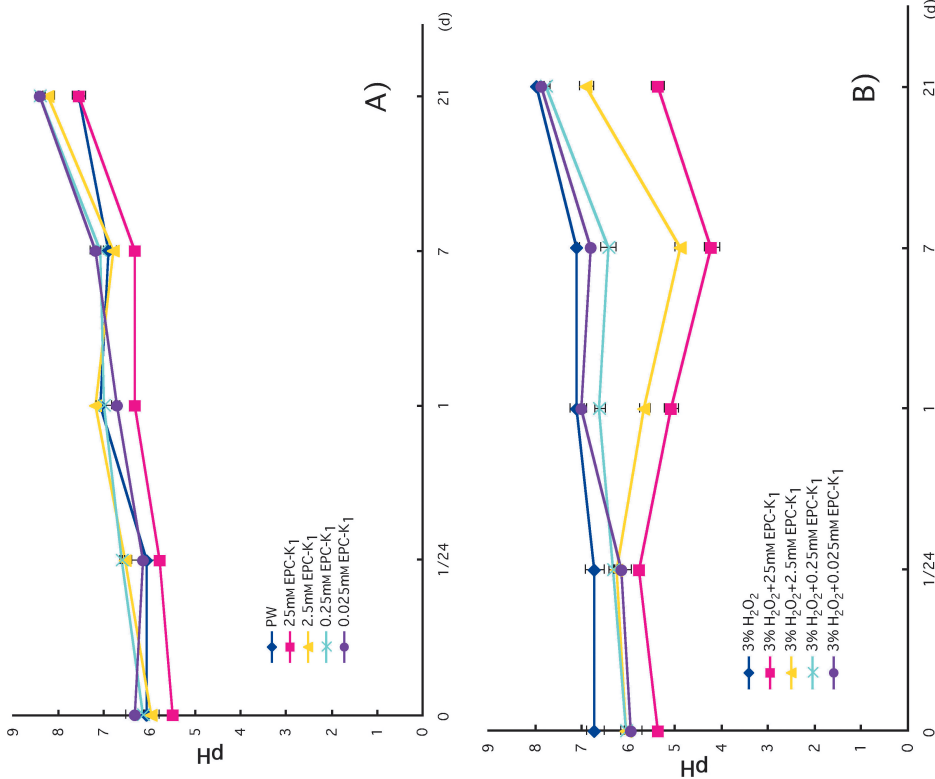 A)
pH
9
8
7
6
5
4
3
2
1
0
0
1/24
1
7
21
(d)
PW
25mM EPC-K1
2.5mM EPC-K1
0.25mM EPC-K1
0.025mM EPC-K1
B)
pH
9
8
7
6
5
4
3
2
1
0
0
1/24
1
7
21
(d)
3% H2O2
3% H2O2+25mM EPC-K1
3% H2O2+2.5mM EPC-K1
3% H2O2+0.25mM EPC-K1
3% H2O2+0.025mM EPC-K1